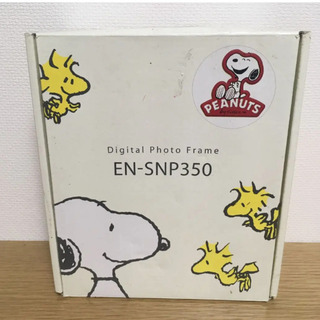 PEANUTS
Digital Photo Frame
EN-SNP350